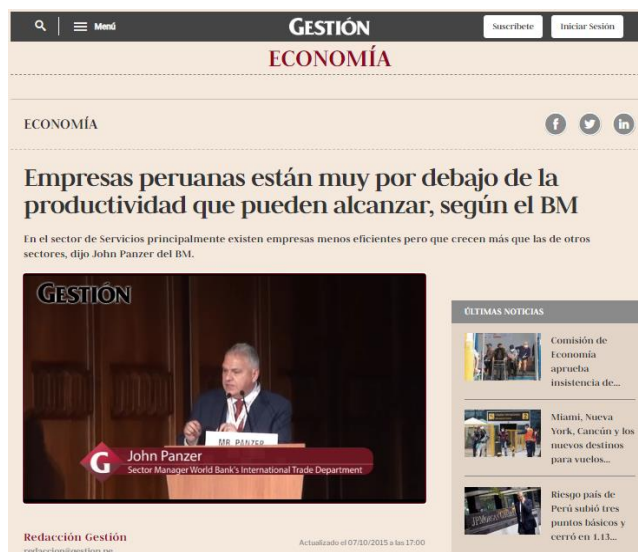 Menú
GESTIÓN
Suscríbete
Iniciar Sesión
ECONOMÍA
ECONOMÍA
Empresas peruanas están muy por debajo de la
productividad que pueden alcanzar, según el BM
En el sector de Servicios principalmente existen empresas menos eficientes pero que crecen más que las de otros
sectores, dijo John Panzer del BM.
GESTIÓN
MR. PANZER
G
John Panzer
Sector Manager World Bank's International Trade Department
Redacción Gestión
redaccion@gestion.pe
Actualizado el 07/10/2015 a las 17:00
ÚLTIMAS NOTICIAS
Comisión de
Economía
aprueba
insistencia de...
Miami, Nueva
York, Cancún y los
nuevos destinos
para vuelos...
Riesgo país de
Perú subió tres
puntos básicos y
cerró en 1.13...